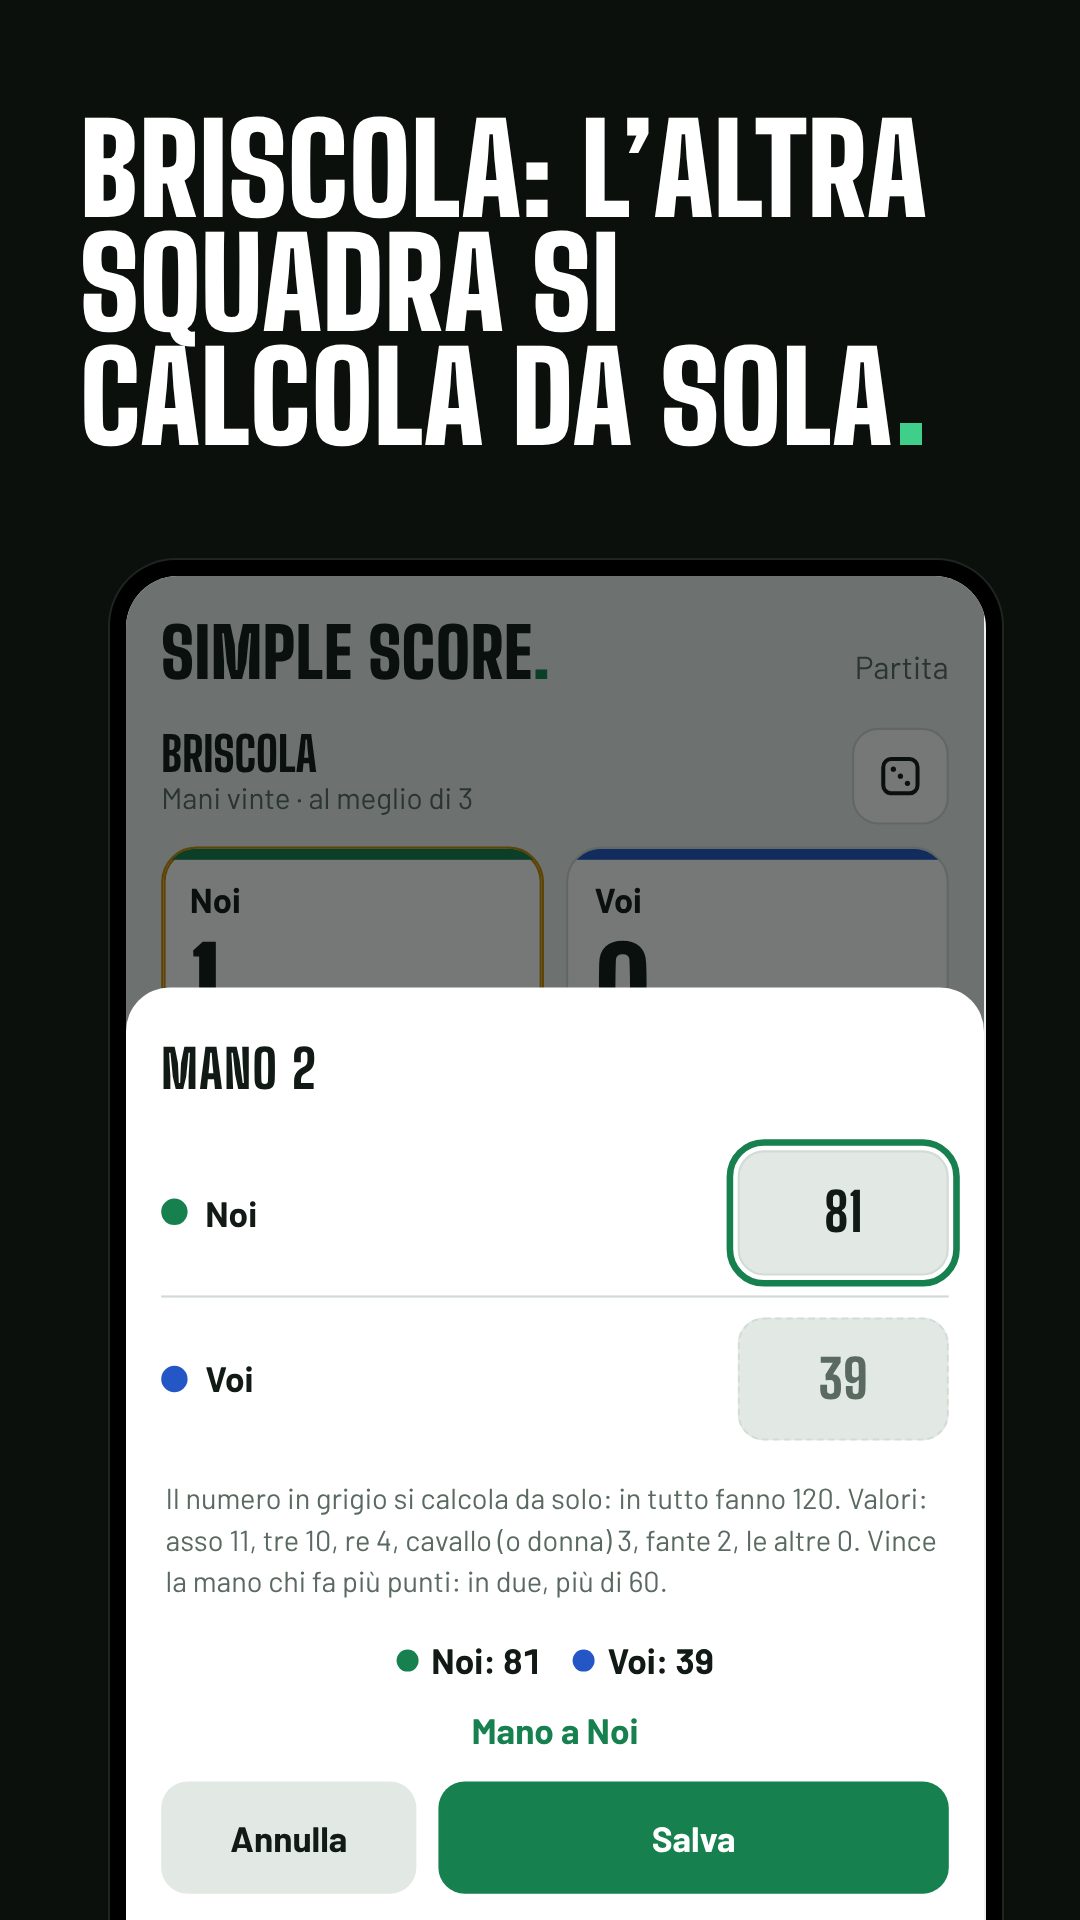 BRISCOLA: L’ALTRA
SQUADRA SI
CALCOLA DA SOLA.
SIMPLE SCORE.
Partita
BRISCOLA
Mani vinte · al meglio di 3
Noi
Voi
1
0
MANO 2
Noi
81
Voi
39
Il numero in grigio si calcola da solo: in tutto fanno 120. Valori:
asso 11, tre 10, re 4, cavallo (o donna) 3, fante 2, le altre 0. Vince
la mano chi fa più punti: in due, più di 60.
Noi: 81 Voi: 39
Mano a Noi
Annulla
Salva